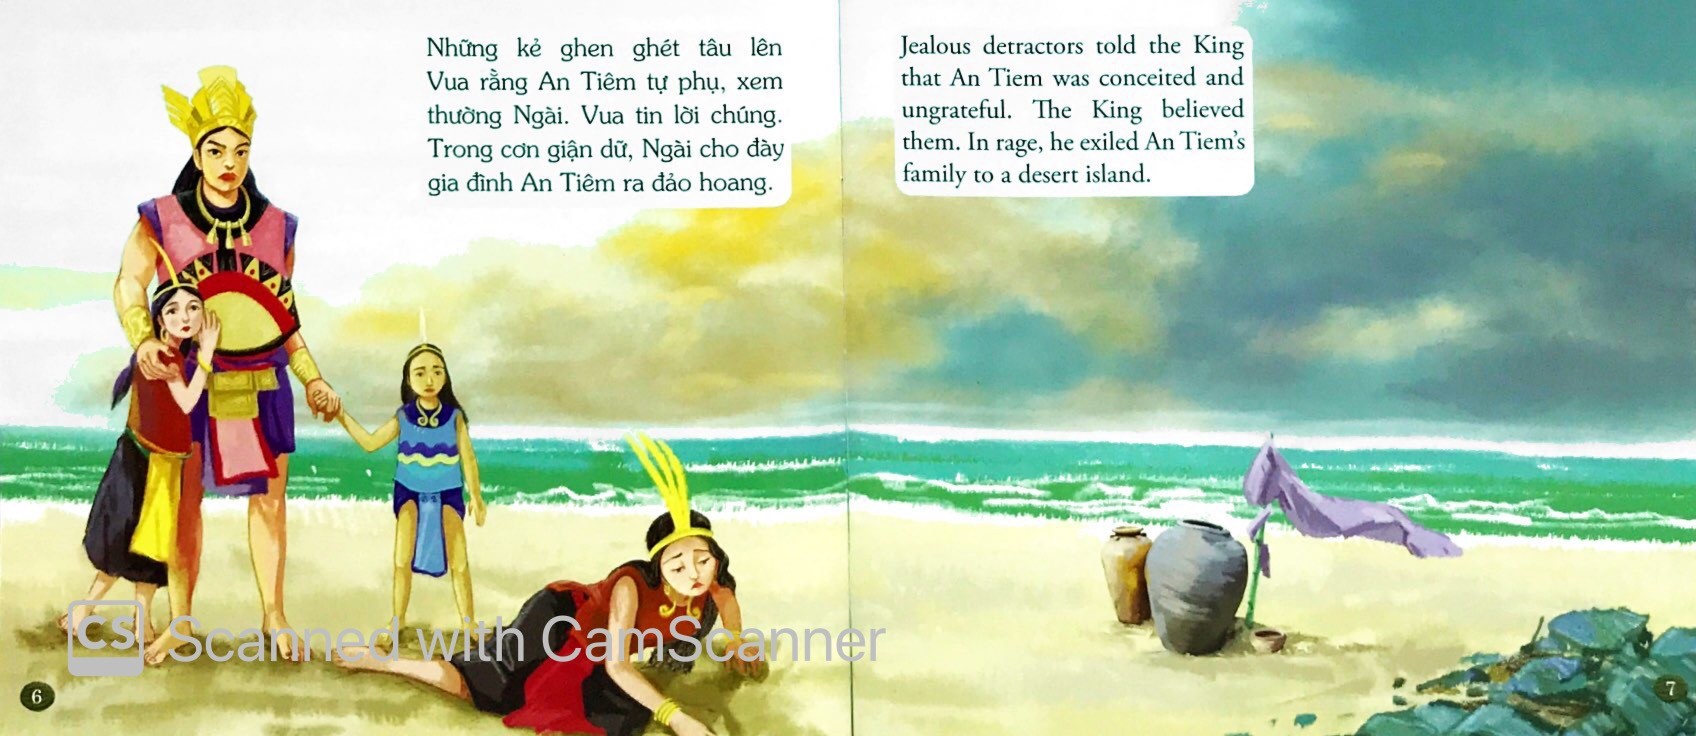 Những kẻ ghen ghét tâu lên
Vua rằng An Tiêm tự phụ, xem
thường Ngài. Vua tin lời chúng.
Trong cơn giận dữ, Ngài cho đày
gia đình An Tiêm ra đảo hoang.
Jealous detractors told the King
that An Tiem was conceited and
ungrateful. The King believed
them. In rage, he exiled An Tiem's
family to a desert island.
CS Scanned with CamScanner
6
7